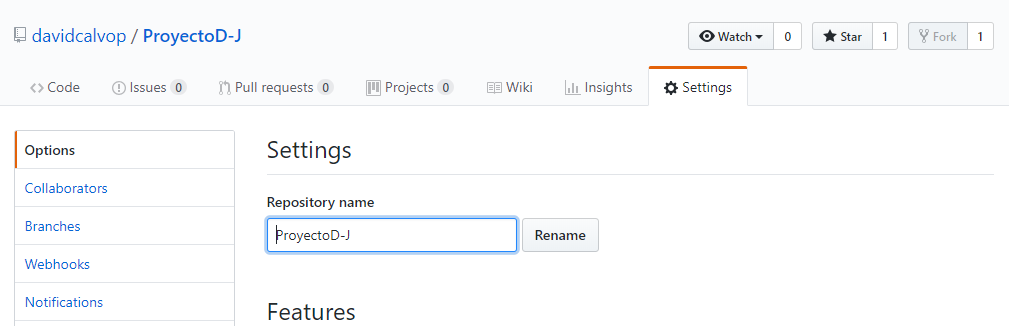 davidcalvop / ProyectoD-J
Watch 0 Star 1 Fork 1
Code Issues 0 Pull requests 0 Projects 0 Wiki Insights Settings
Options
Collaborators
Branches
Webhooks
Notifications
Settings
Repository name
ProyectoD-J Rename
Features